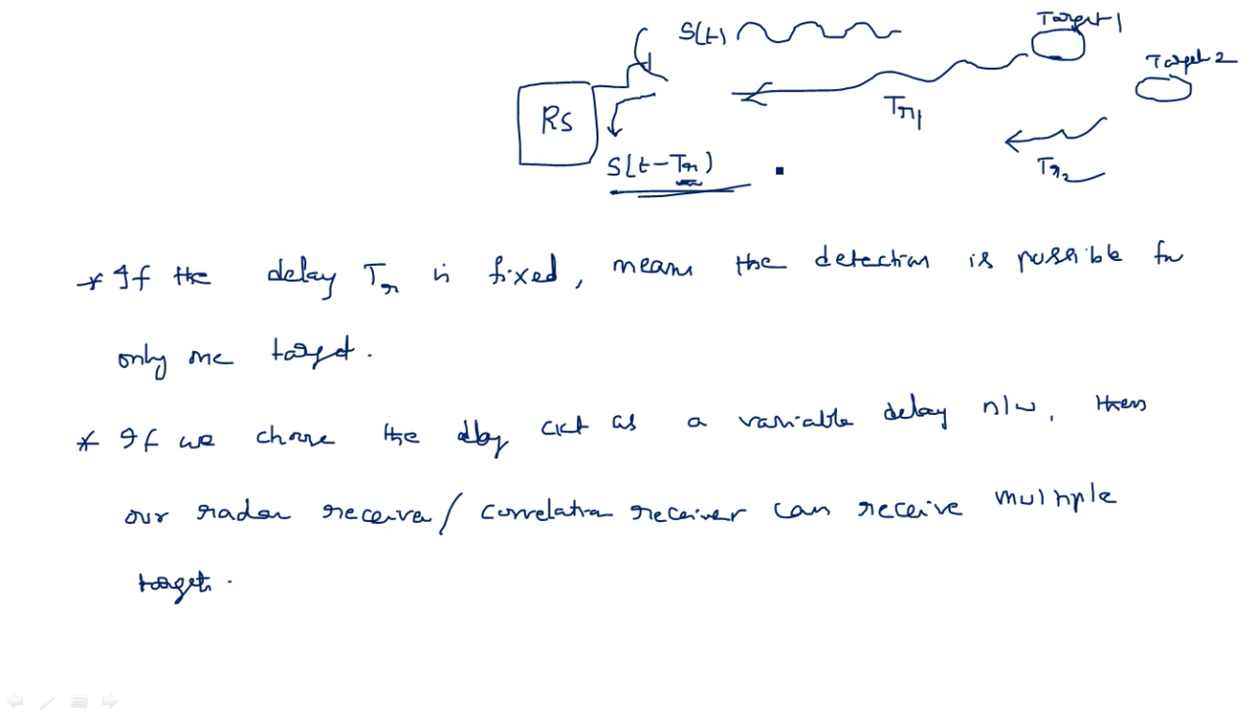 S(t)
Target 1
Target 2
RS
Tr1
S(t-Tr)
Tr2
* If the delay Tr is fixed, means the detection is possible for
only one target.
* If we choose the delay ckt as a variable delay n/w, then
our radar receiver/correlation receiver can receive multiple
targets.